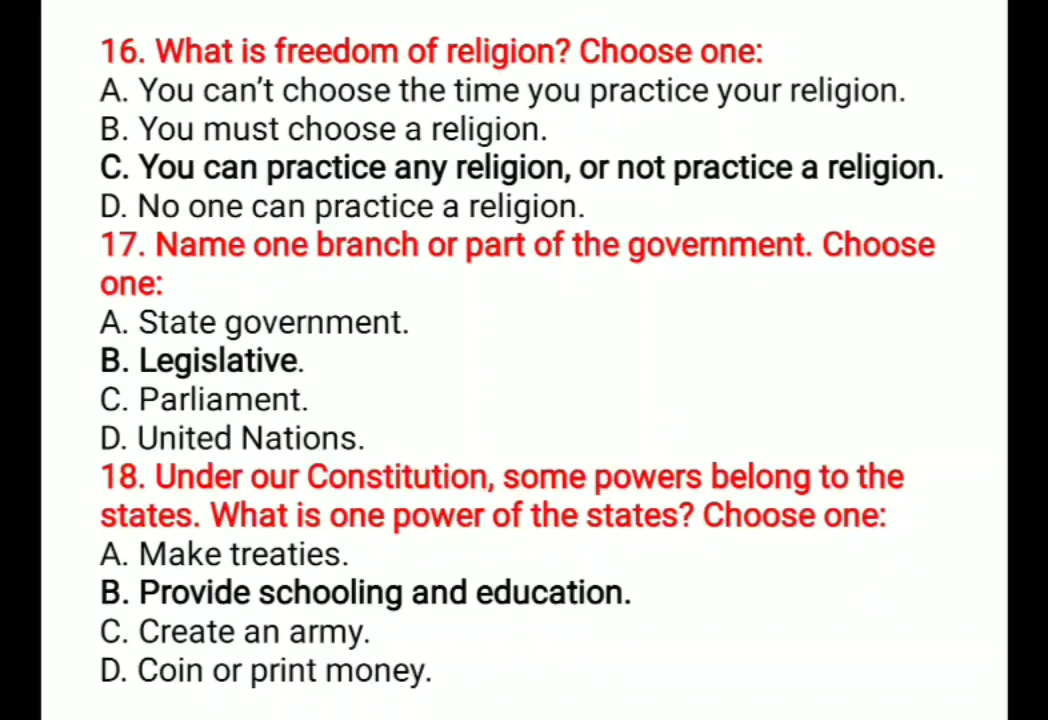 16. What is freedom of religion? Choose one:
A. You can't choose the time you practice your religion.
B. You must choose a religion.
C. You can practice any religion, or not practice a religion.
D. No one can practice a religion.
17. Name one branch or part of the government. Choose
one:
A. State government.
B. Legislative.
C. Parliament.
D. United Nations.
18. Under our Constitution, some powers belong to the
states. What is one power of the states? Choose one:
A. Make treaties.
B. Provide schooling and education.
C. Create an army.
D. Coin or print money.